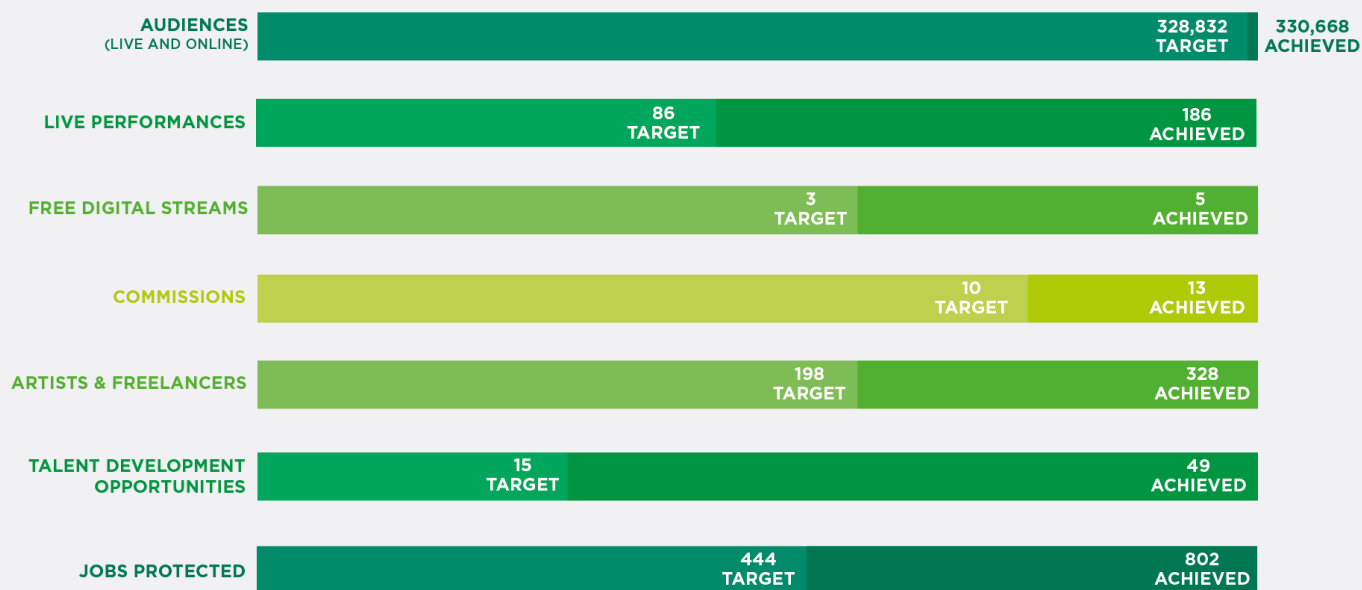 AUDIENCES
(LIVE AND ONLINE)
328,832
TARGET
330,668
ACHIEVED
LIVE PERFORMANCES
86
TARGET
186
ACHIEVED
FREE DIGITAL STREAMS
3
TARGET
5
ACHIEVED
COMMISSIONS
10
TARGET
13
ACHIEVED
ARTISTS & FREELANCERS
198
TARGET
328
ACHIEVED
TALENT DEVELOPMENT
OPPORTUNITIES
15
TARGET
49
ACHIEVED
JOBS PROTECTED
444
TARGET
802
ACHIEVED